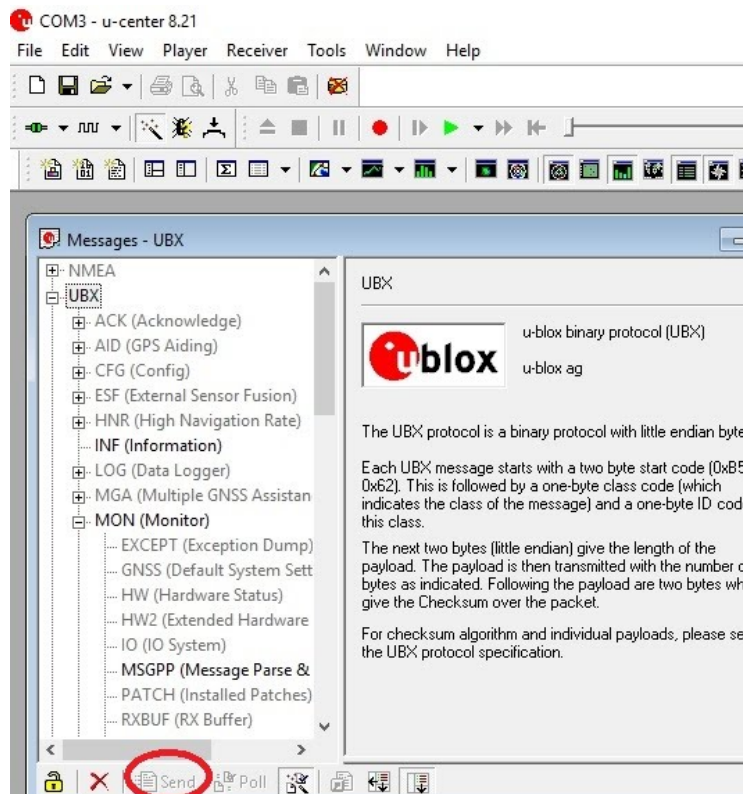 COM3 - u-center 8.21
File Edit View Player Receiver Tools Window Help
Messages - UBX
NMEA
UBX
ACK (Acknowledge)
AID (GPS Aiding)
CFG (Config)
ESF (External Sensor Fusion)
HNR (High Navigation Rate)
INF (Information)
LOG (Data Logger)
MGA (Multiple GNSS Assistan
MON (Monitor)
EXCEPT (Exception Dump)
GNSS (Default System Sett
HW (Hardware Status)
HW2 (Extended Hardware
IO (IO System)
MSGPP (Message Parse &
PATCH (Installed Patches)
RXBUF (RX Buffer)
Send Poll
UBX
ublox
u-blox binary protocol (UBX)
u-blox ag
The UBX protocol is a binary protocol with little endian byte
Each UBX message starts with a two byte start code (0xB5
0x62). This is followed by a one-byte class code (which
indicates the class of the message) and a one-byte ID cod
this class.
The next two bytes (little endian) give the length of the
payload. The payload is then transmitted with the number o
bytes as indicated. Following the payload are two bytes wh
give the Checksum over the packet.
For checksum algorithm and individual payloads, please se
the UBX protocol specification.